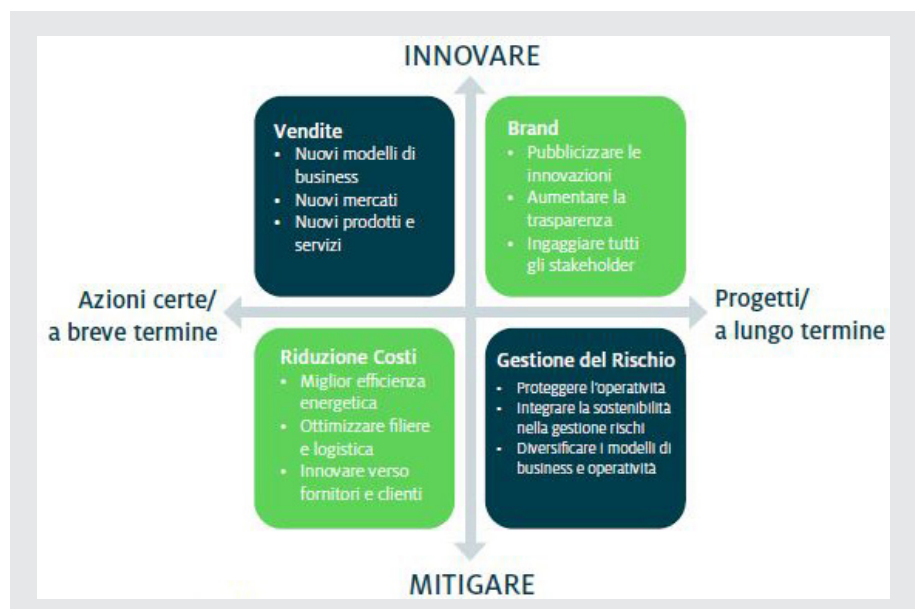 INNOVARE
Vendite
• Nuovi modelli di
business
• Nuovi mercati
• Nuovi prodotti e
servizi
Brand
• Pubblicizzare le
innovazioni
• Aumentare la
trasparenza
• Ingaggiare tutti
gli stakeholder
Azioni certe/
a breve termine
Progetti/
a lungo termine
Riduzione Costi
• Miglior efficienza
energetica
• Ottimizzare filiere
e logistica
• Innovare verso
fornitori e clienti
Gestione del Rischio
• Proteggere l'operatività
• Integrare la sostenibilità
nella gestione rischi
• Diversificare i modelli di
business e operatività
MITIGARE